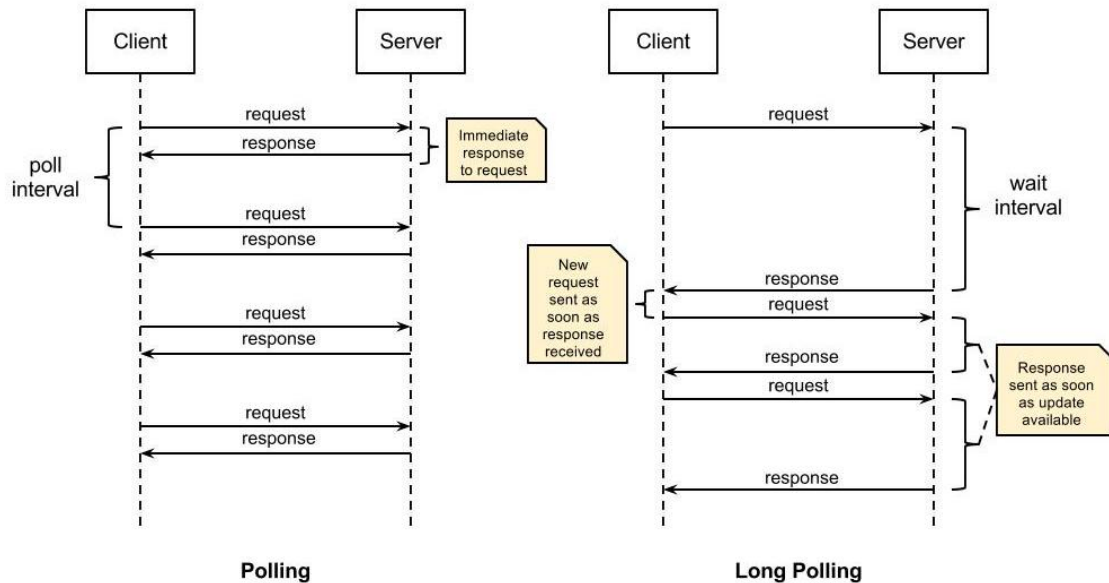 Client
Server
request
response
poll
interval
Immediate
response
to request
request
response
request
response
request
response
Polling
Client
Server
request
wait
interval
response
New
request
sent as
soon as
response
received
request
response
Response
sent as soon
as update
available
request
response
Long Polling